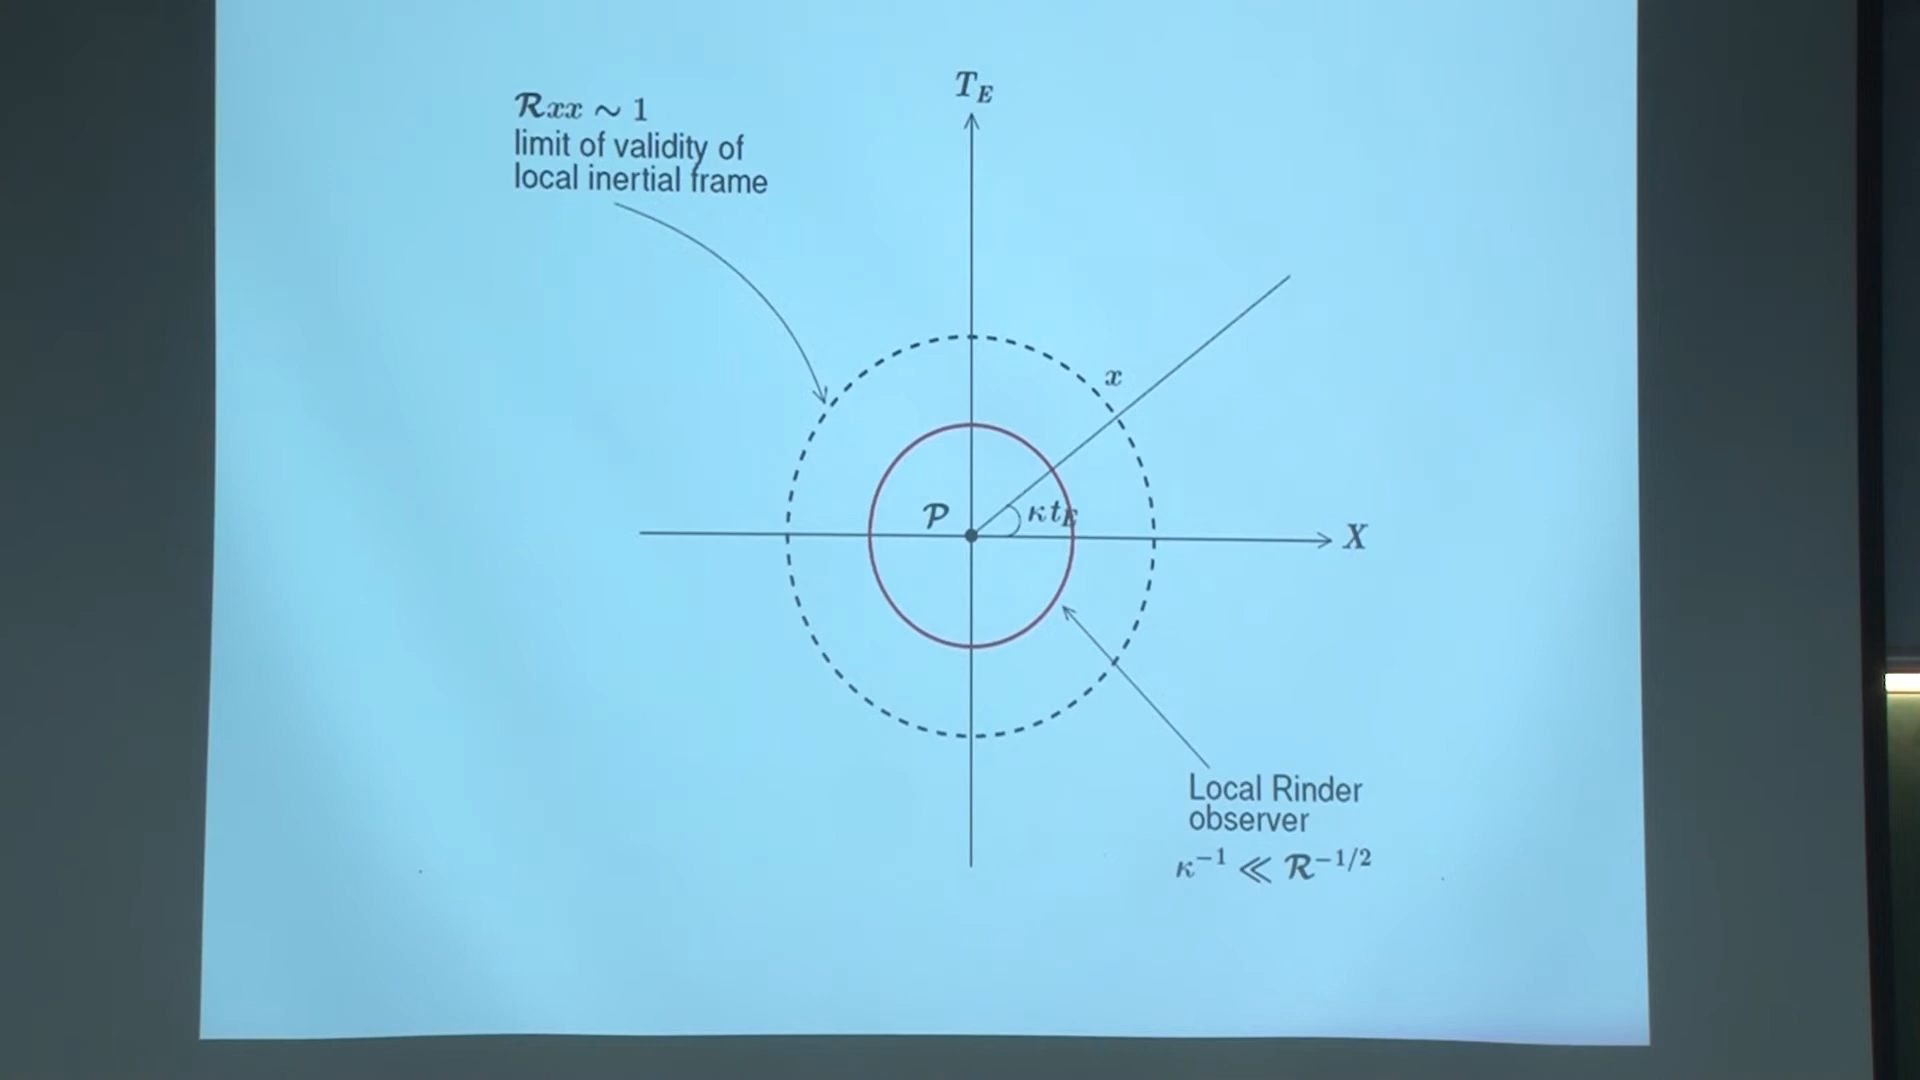 T_E
ℛxx ∼ 1
limit of validity of
local inertial frame
x
𝒫
κt_E
X
Local Rinder
observer
κ⁻¹ ≪ ℛ^{-1/2}